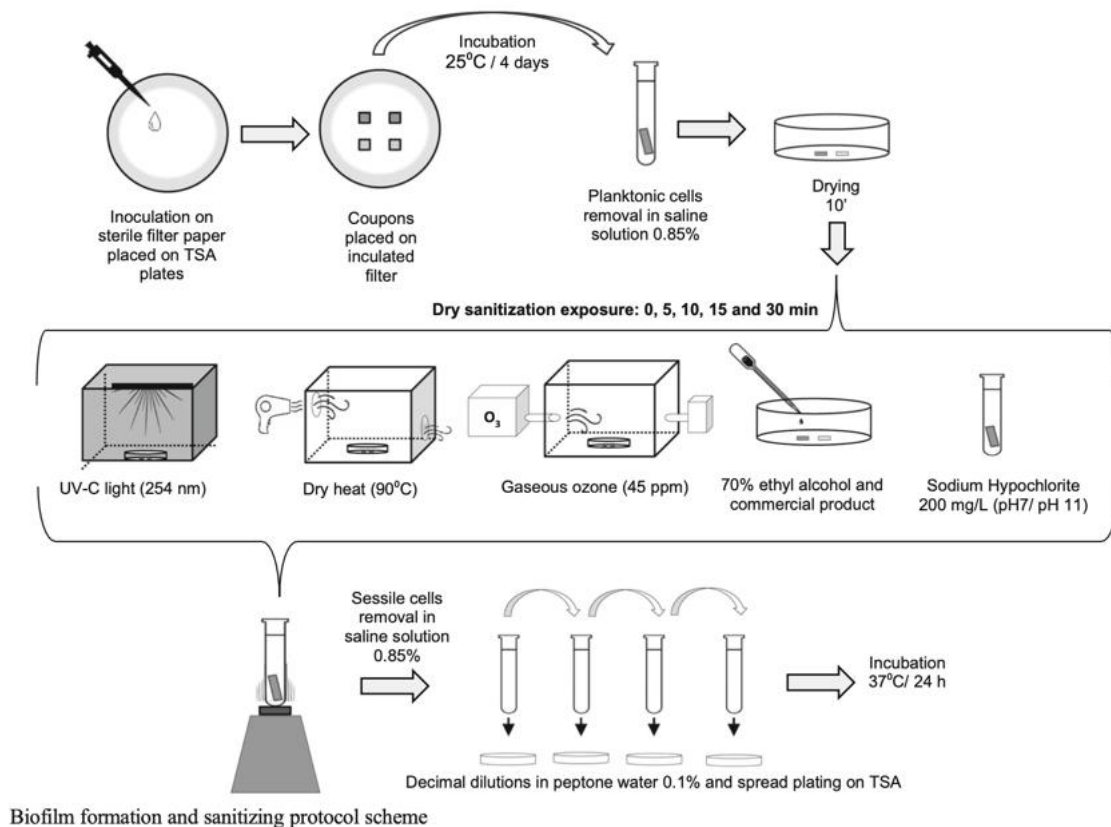 Incubation
25⁰C / 4 days
Inoculation on
sterile filter paper
placed on TSA
plates
Coupons
placed on
inculated
filter
Planktonic cells
removal in saline
solution 0.85%
Drying
10'
Dry sanitization exposure: 0, 5, 10, 15 and 30 min
O₃
UV-C light (254 nm)
Dry heat (90⁰C)
Gaseous ozone (45 ppm)
70% ethyl alcohol and
commercial product
Sodium Hypochlorite
200 mg/L (pH7/ pH 11)
Sessile cells
removal in
saline solution
0.85%
Incubation
37⁰C/ 24 h
Decimal dilutions in peptone water 0.1% and spread plating on TSA
Biofilm formation and sanitizing protocol scheme